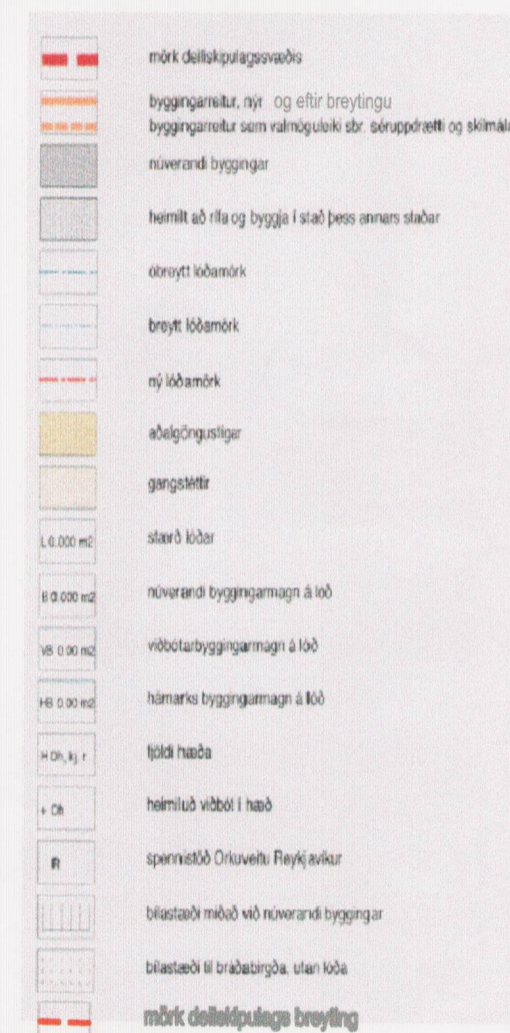 mörk deiliskipulagssvæðis
byggingarreitur, nýr og eftir breytingu
byggingarreitur sem valmöguleiki sbr. séruppdrætti og skilmála
núverandi byggingar
heimilt að rífa og byggja í stað þess annars staðar
óbreytt lóðamörk
breytt lóðamörk
ný lóðamörk
aðalgöngustígar
gangstéttir
L 0.000 m2 stærð lóðar
B 0.000 m2 núverandi byggingarmagn á lóð
VB 0.00 m2 viðbótarbyggingarmagn á lóð
HB 0.00 m2 hámarks byggingarmagn á lóð
H 0h, kj, r fjöldi hæða
+ 0h heimiluð viðbót í hæð
R spennistöð Orkuveitu Reykjavíkur
bílastæði miðað við núverandi byggingar
bílastæði til bráðabirgða, utan lóða
mörk deiliskipulags breyting